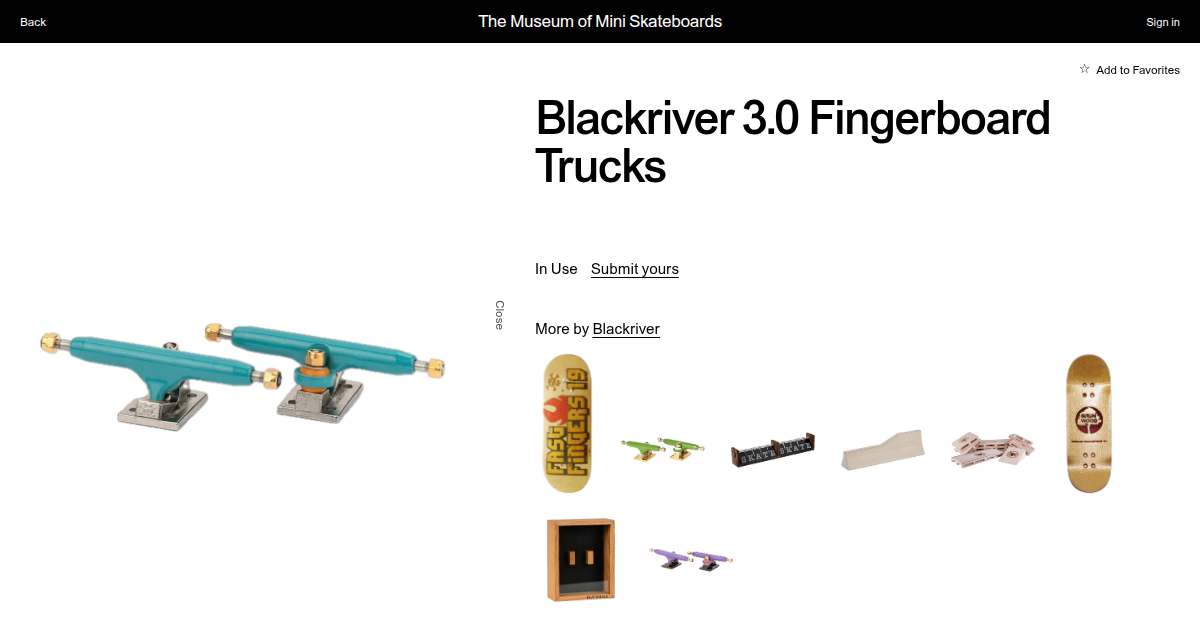 Back
The Museum of Mini Skateboards
Sign in
☆ Add to Favorites
Blackriver 3.0 Fingerboard
Trucks
In Use Submit yours
Close
More by Blackriver
FAST
FINGERS 19
SKATE SKATE